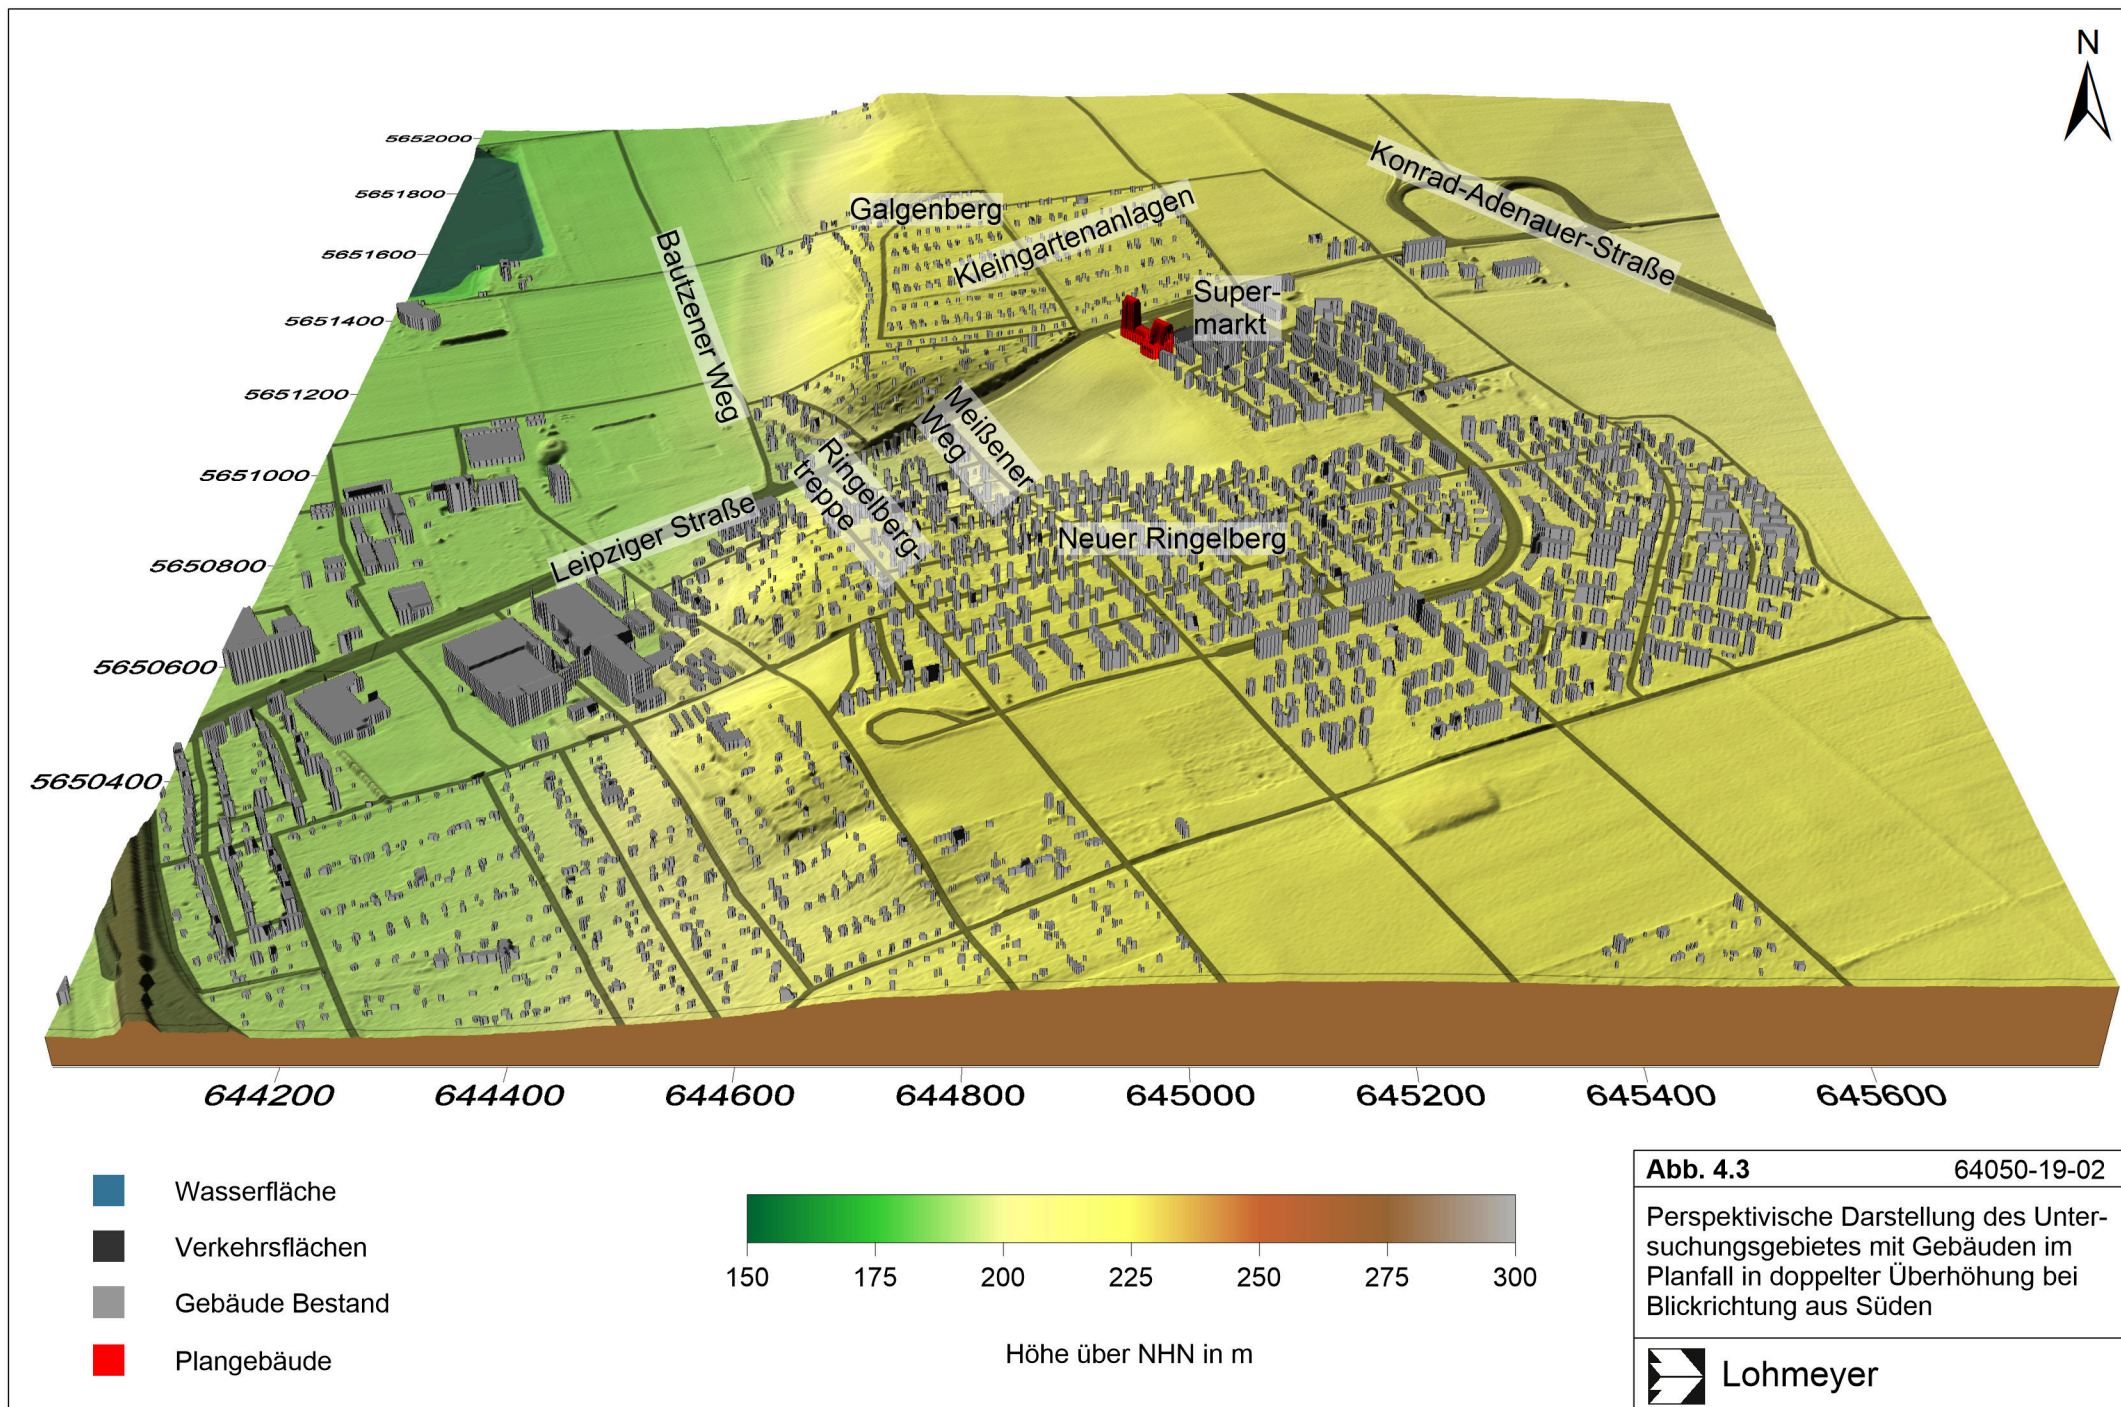 N
5652000
5651800
5651600
5651400
5651200
5651000
5650800
5650600
5650400
Konrad-Adenauer-Straße
Galgenberg
Kleingartenanlagen
Bautzener Weg
Super-
markt
Meißener
Weg
Ringelberg-
treppe
Leipziger Straße
Neuer Ringelberg
644200
644400
644600
644800
645000
645200
645400
645600
Wasserfläche
Verkehrsflächen
Gebäude Bestand
Plangebäude
150
175
200
225
250
275
300
Höhe über NHN in m
Abb. 4.3 64050-19-02
Perspektivische Darstellung des Unter-
suchungsgebietes mit Gebäuden im
Planfall in doppelter Überhöhung bei
Blickrichtung aus Süden
Lohmeyer